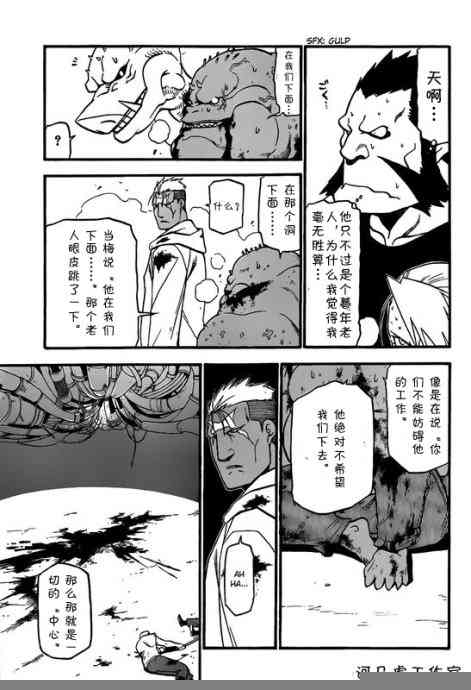 SFX: GULP
天啊…
他只不过是个暮年老
人,为什么我觉得我
毫无胜算…
在我们
下面…
?
在那个洞
下面……
什么?
当梅说“他在我们
下面……”那个老
人眼皮跳了
一下。
像是在说“你
们不能妨碍他
的工作。
他绝对不希望
我们下去。
AH
HA...
那么那就是一
切的“中心”